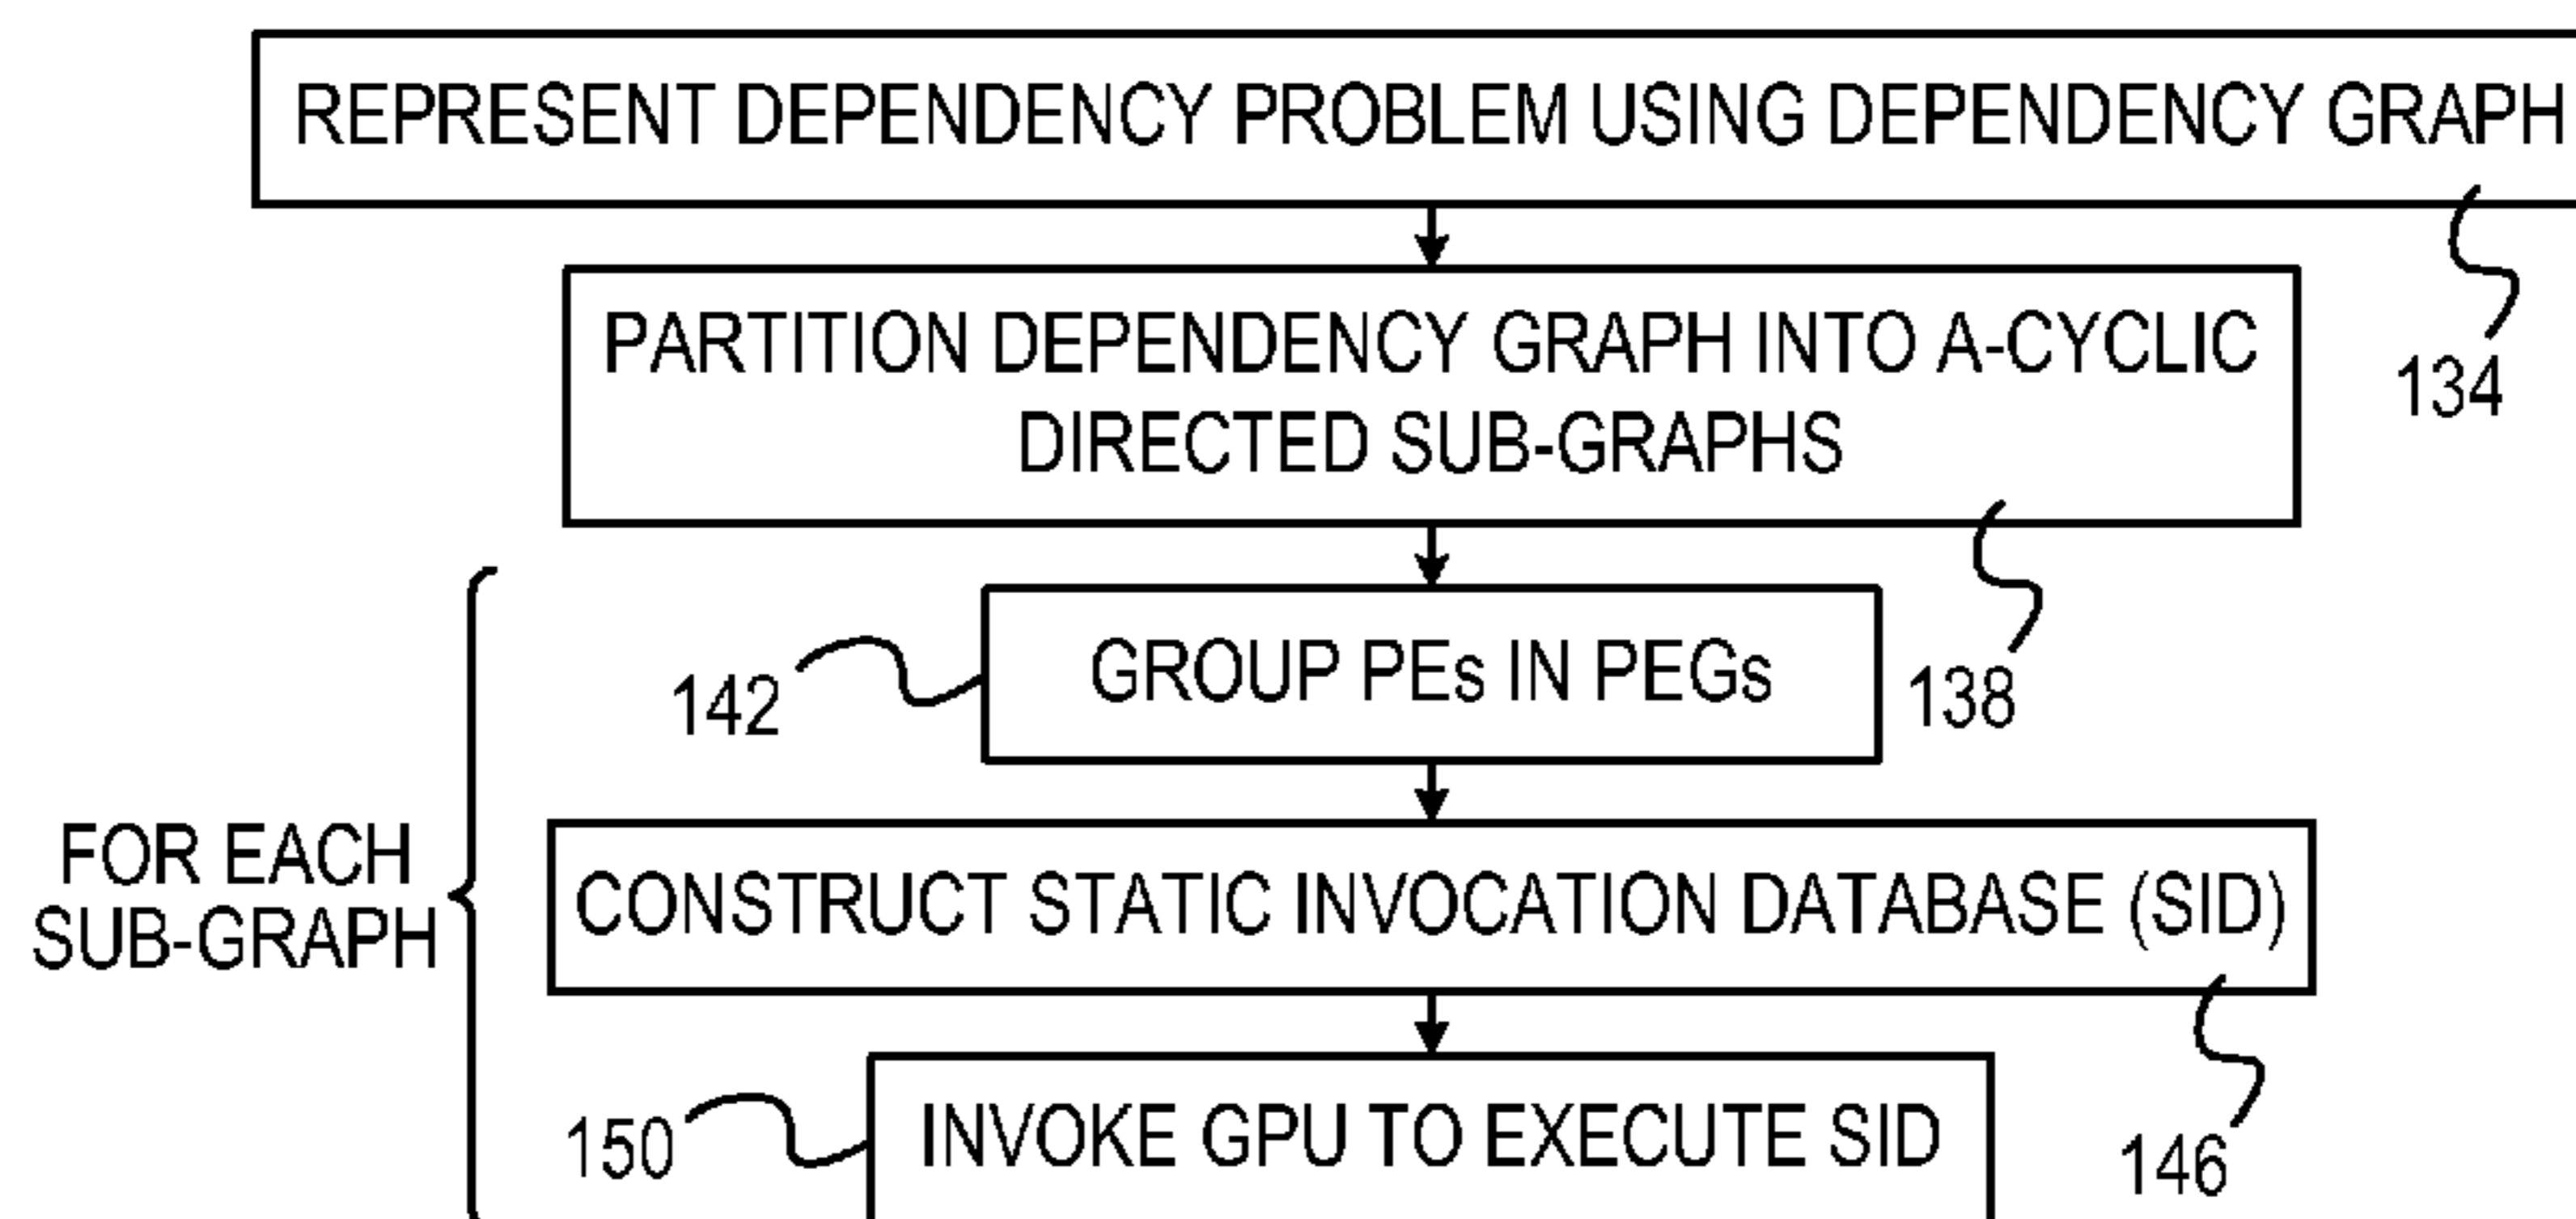 REPRESENT DEPENDENCY PROBLEM USING DEPENDENCY GRAPH
134
PARTITION DEPENDENCY GRAPH INTO A-CYCLIC
DIRECTED SUB-GRAPHS
138
GROUP PEs IN PEGs
142
FOR EACH
SUB-GRAPH
CONSTRUCT STATIC INVOCATION DATABASE (SID)
146
INVOKE GPU TO EXECUTE SID
150